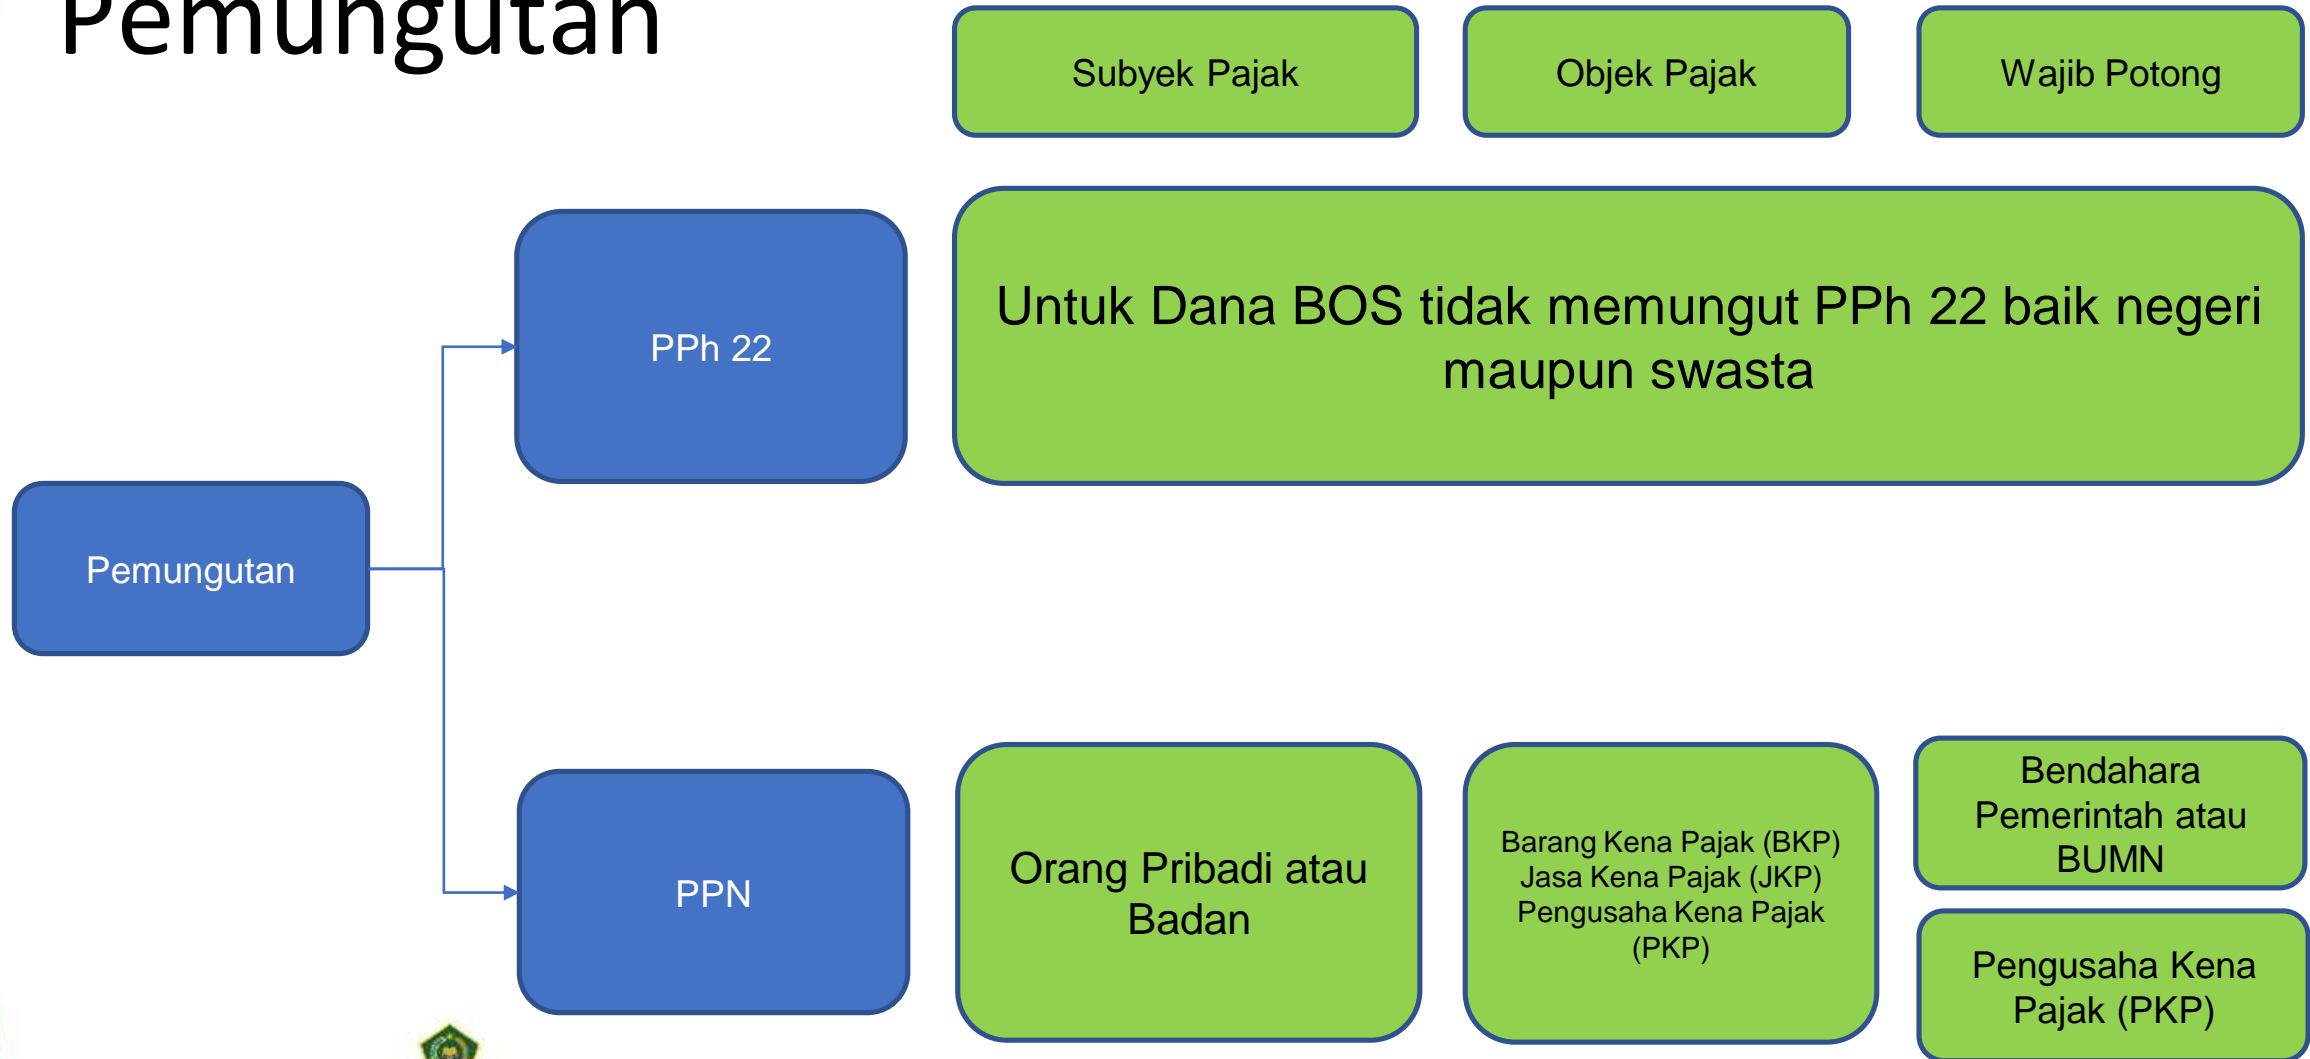 Pemungutan
Subyek Pajak
Objek Pajak
Wajib Potong
PPh 22
Untuk Dana BOS tidak memungut PPh 22 baik negeri
maupun swasta
Pemungutan
PPN
Orang Pribadi atau
Badan
Barang Kena Pajak (BKP)
Jasa Kena Pajak (JKP)
Pengusaha Kena Pajak
(PKP)
Bendahara
Pemerintah atau
BUMN
Pengusaha Kena
Pajak (PKP)